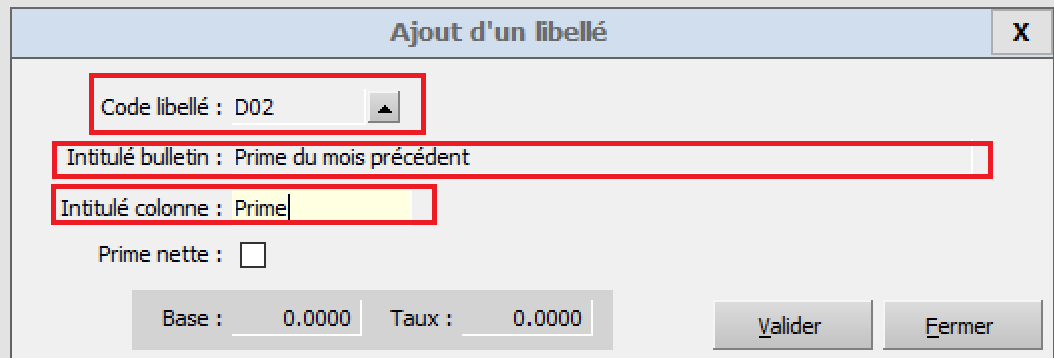 Ajout d'un libellé X
Code libellé : D02
Intitulé bulletin : Prime du mois précédent
Intitulé colonne : Prime
Prime nette :
Base : 0.0000 Taux : 0.0000 Valider Fermer